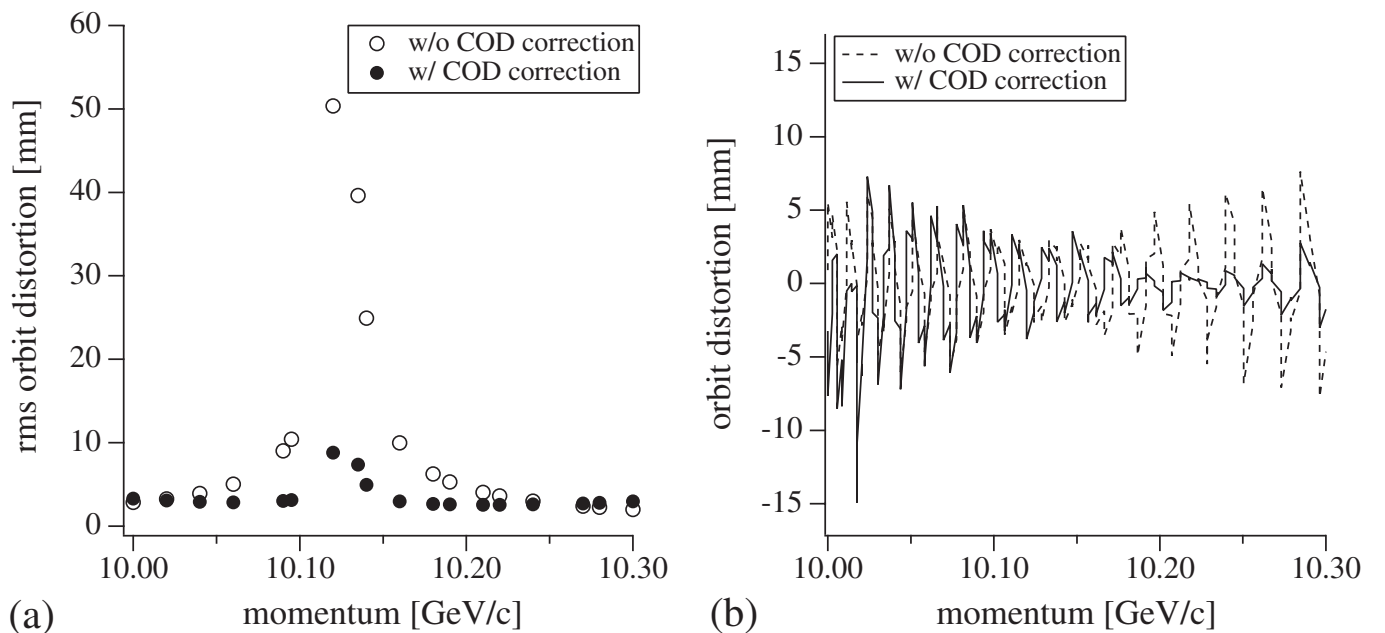 60
50
40
30
20
10
0
rms orbit distortion [mm]
w/o COD correction
w/ COD correction
10.00 10.10 10.20 10.30
momentum [GeV/c]
(a)
15
10
5
0
-5
-10
-15
orbit distortion [mm]
w/o COD correction
w/ COD correction
10.00 10.10 10.20 10.30
momentum [GeV/c]
(b)